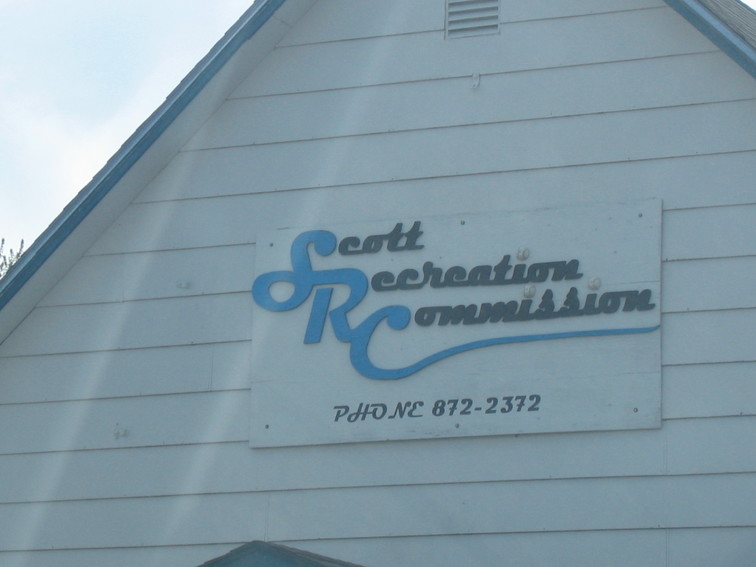 Scott
Recreation
Commission
PHONE 872-2372